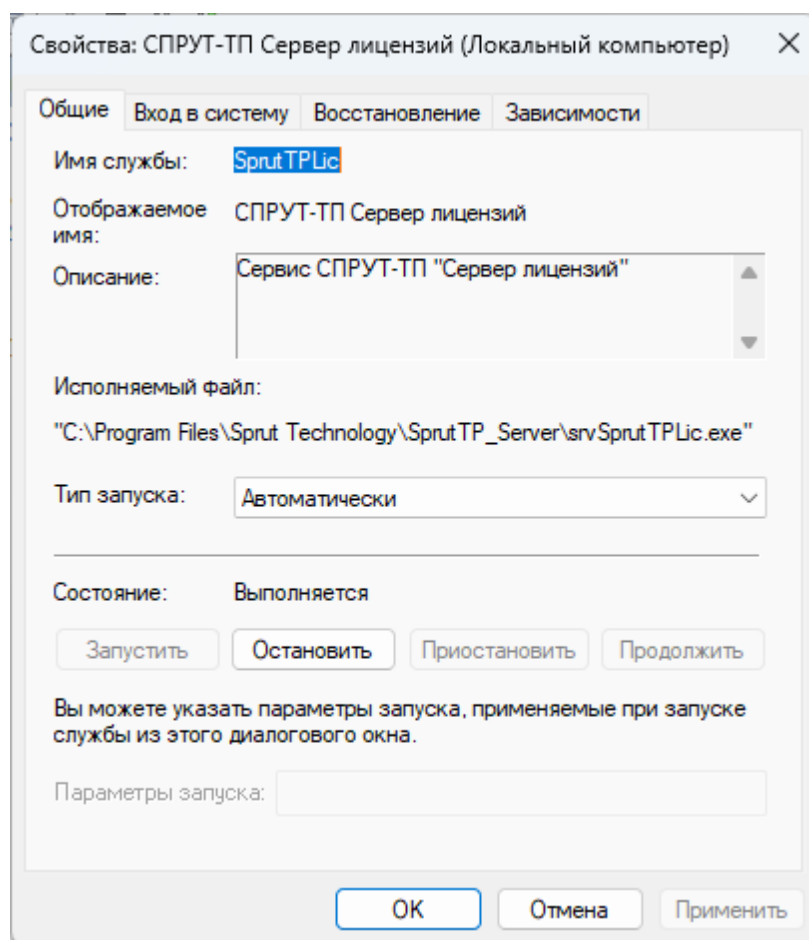 Свойства: СПРУТ-ТП Сервер лицензий (Локальный компьютер)
Общие Вход в систему Восстановление Зависимости
Имя службы: SprutTPLic
Отображаемое имя: СПРУТ-ТП Сервер лицензий
Описание: Сервис СПРУТ-ТП "Сервер лицензий"
Исполняемый файл:
"C:\Program Files\Sprut Technology\SprutTP_Server\srvSprutTPLic.exe"
Тип запуска: Автоматически
Состояние: Выполняется
Запустить Остановить Приостановить Продолжить
Вы можете указать параметры запуска, применяемые при запуске
службы из этого диалогового окна.
Параметры запуска:
ОК Отмена Применить